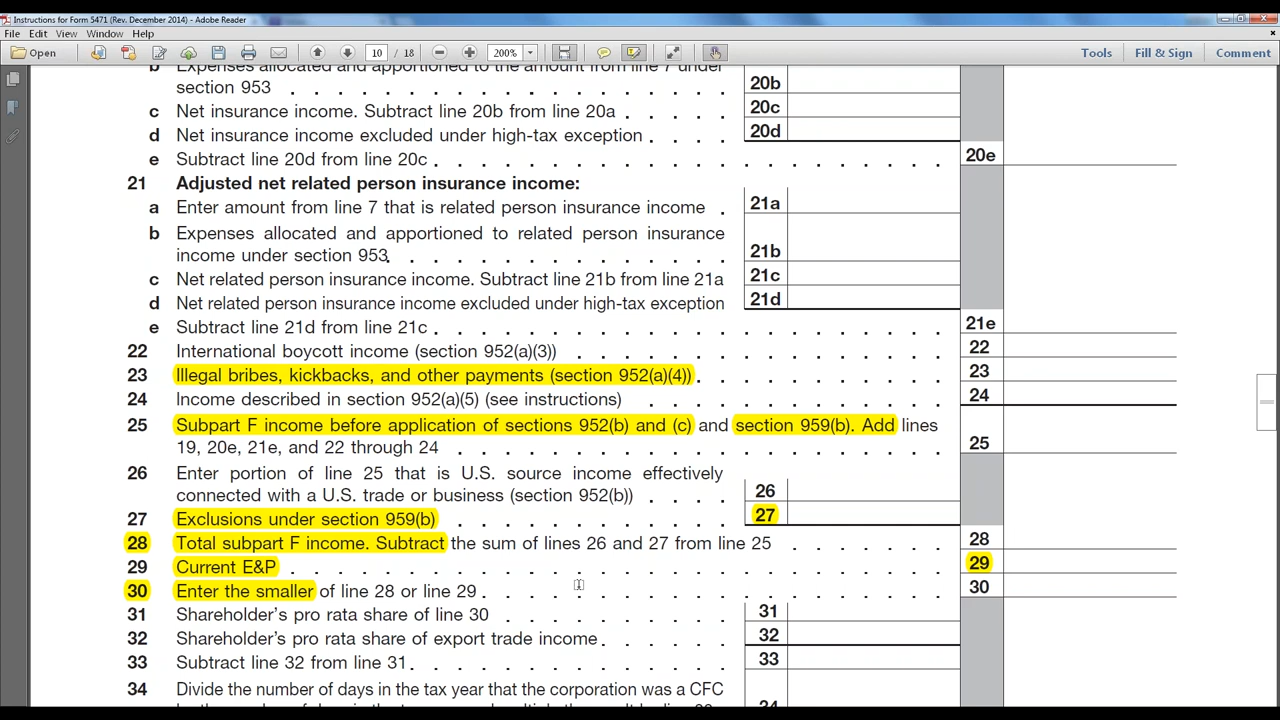 Instructions for Form 5471 (Rev. December 2014) - Adobe Reader
File Edit View Window Help
Open 10 / 18 200% Tools Fill & Sign Comment
b Expenses allocated and apportioned to the amount from line 7 under
section 953 . . . . . . . . . . . . . . . . . . . 20b
c Net insurance income. Subtract line 20b from line 20a . . . . . 20c
d Net insurance income excluded under high-tax exception . . . . 20d
e Subtract line 20d from line 20c . . . . . . . . . . . . . . . . . . . . . . 20e
21 Adjusted net related person insurance income:
a Enter amount from line 7 that is related person insurance income . 21a
b Expenses allocated and apportioned to related person insurance
income under section 953. . . . . . . . . . . . . . . 21b
c Net related person insurance income. Subtract line 21b from line 21a 21c
d Net related person insurance income excluded under high-tax exception 21d
e Subtract line 21d from line 21c . . . . . . . . . . . . . . . . . . . . . . 21e
22 International boycott income (section 952(a)(3)) . . . . . . . . . . . . . . . . 22
23 Illegal bribes, kickbacks, and other payments (section 952(a)(4)) . . . . . . . . . . . 23
24 Income described in section 952(a)(5) (see instructions) . . . . . . . . . . . . . 24
25 Subpart F income before application of sections 952(b) and (c) and section 959(b). Add lines
19, 20e, 21e, and 22 through 24 . . . . . . . . . . . . . . . . . . . . . 25
26 Enter portion of line 25 that is U.S. source income effectively
connected with a U.S. trade or business (section 952(b)) . . . . 26
27 Exclusions under section 959(b) . . . . . . . . . . . . 27
28 Total subpart F income. Subtract the sum of lines 26 and 27 from line 25 . . . . . . . 28
29 Current E&P . . . . . . . . . . . . . . . . . . . . . . . . . . . . 29
30 Enter the smaller of line 28 or line 29 . . . . . . . . . . . . . . . . . . . . 30
31 Shareholder's pro rata share of line 30 . . . . . . . . . . 31
32 Shareholder's pro rata share of export trade income . . . . . . 32
33 Subtract line 32 from line 31 . . . . . . . . . . . . . . 33
34 Divide the number of days in the tax year that the corporation was a CFC